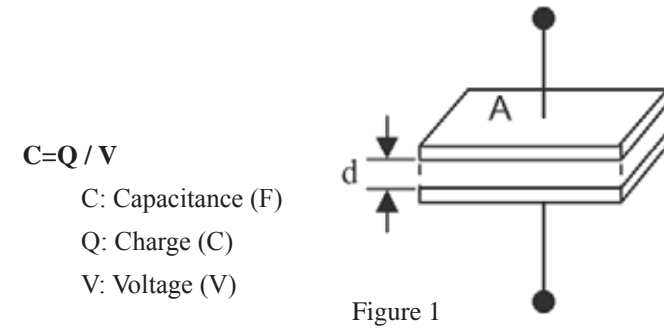 C=Q / V
C: Capacitance (F)
Q: Charge (C)
V: Voltage (V)
A
d
Figure 1